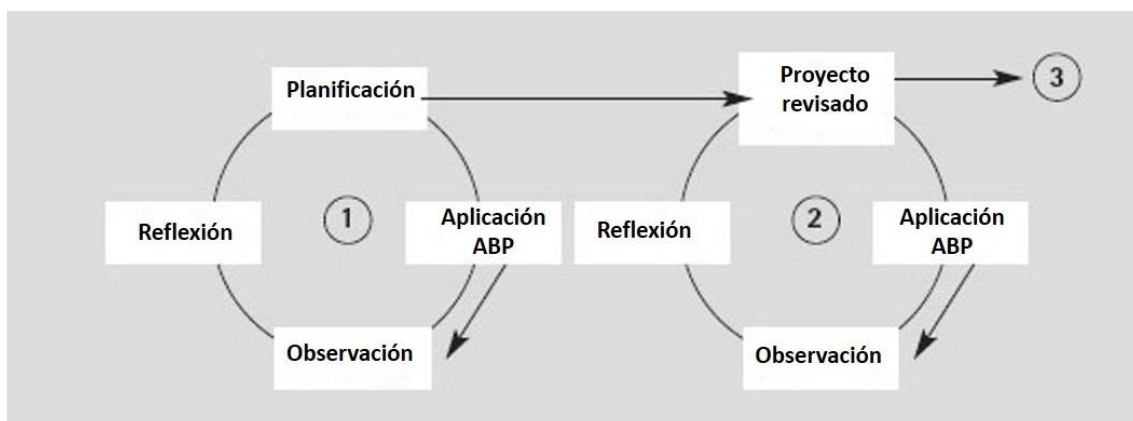 Planificación
Proyecto
revisado
3
Reflexión
1
Aplicación
ABP
Reflexión
2
Aplicación
ABP
Observación
Observación